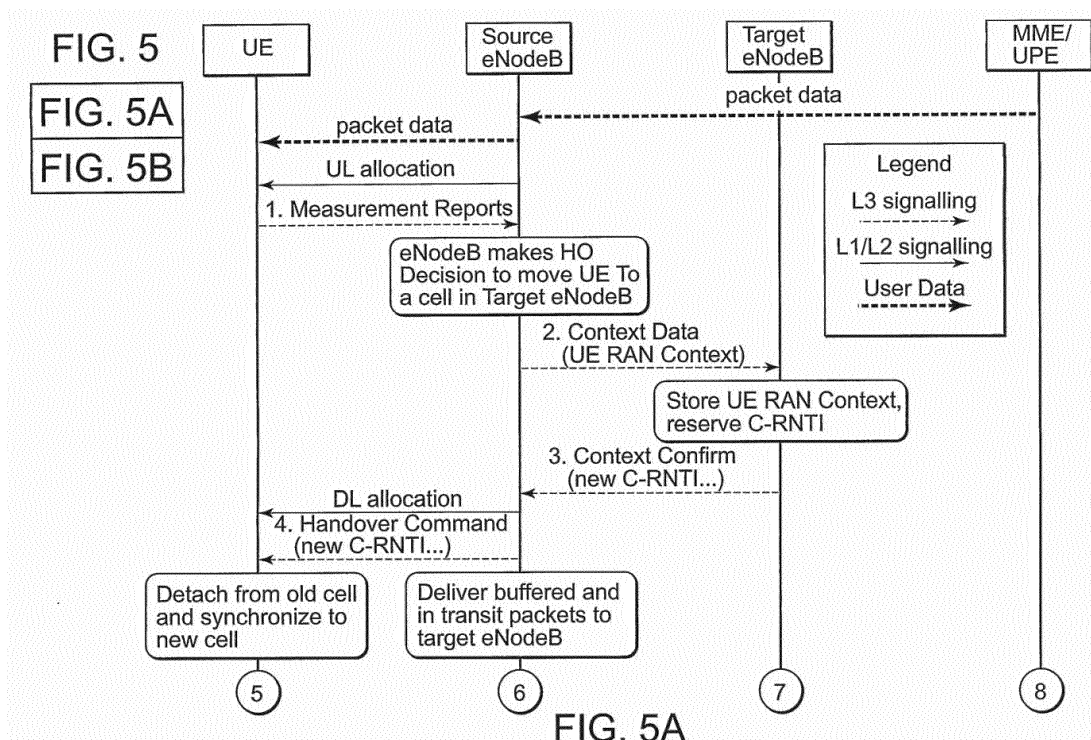 FIG. 5
FIG. 5A
FIG. 5B
UE
Source
eNodeB
Target
eNodeB
MME/
UPE
packet data
packet data
UL allocation
1. Measurement Reports
eNodeB makes HO
Decision to move UE To
a cell in Target eNodeB
Legend
L3 signalling
L1/L2 signalling
User Data
2. Context Data
(UE RAN Context)
Store UE RAN Context,
reserve C-RNTI
3. Context Confirm
(new C-RNTI...)
DL allocation
4. Handover Command
(new C-RNTI...)
Detach from old cell
and synchronize to
new cell
Deliver buffered and
in transit packets to
target eNodeB
5
6
7
8
FIG. 5A